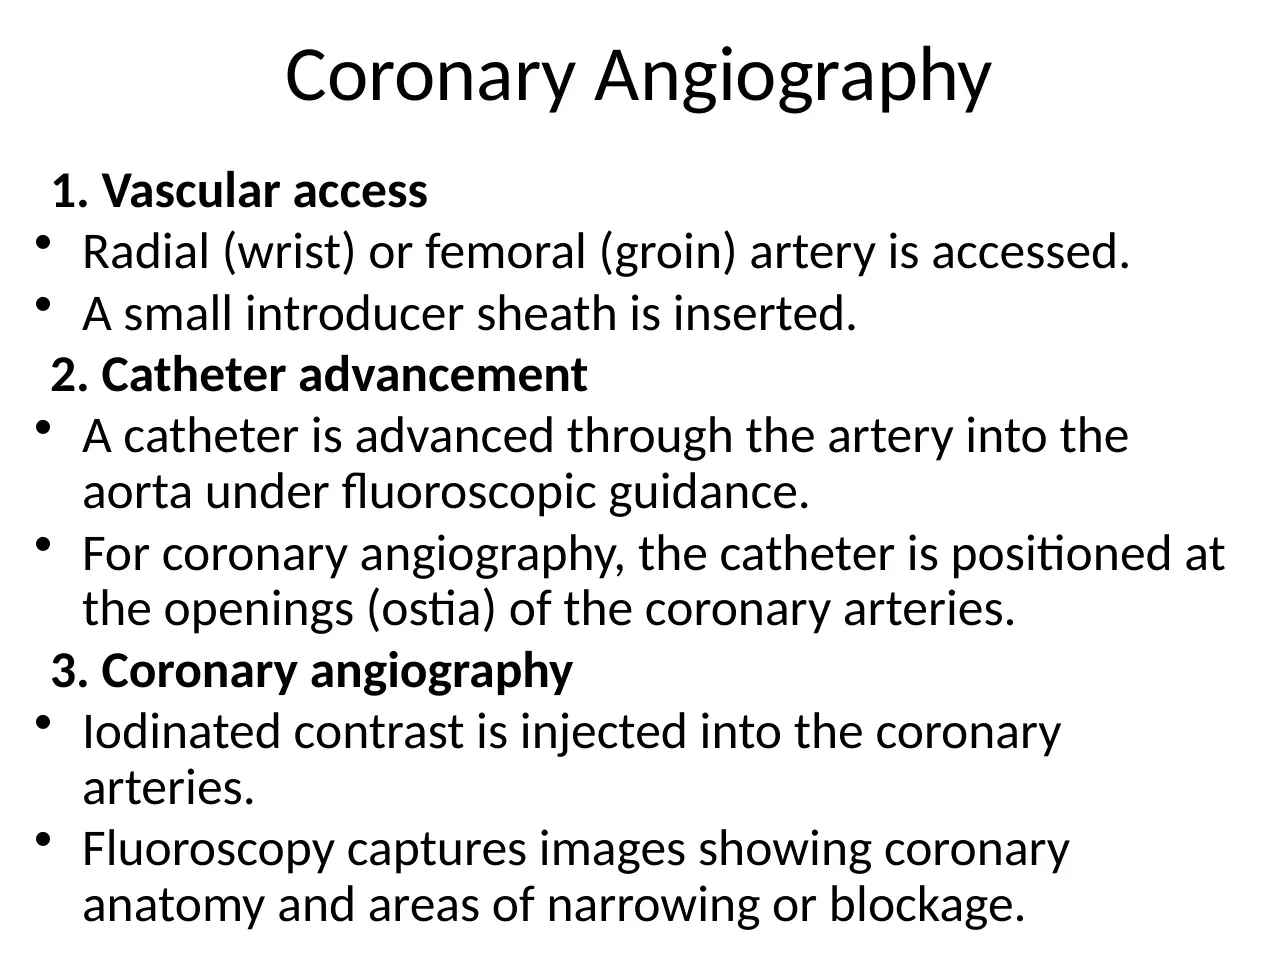 Coronary Angiography
1. Vascular access
• Radial (wrist) or femoral (groin) artery is accessed.
• A small introducer sheath is inserted.
2. Catheter advancement
• A catheter is advanced through the artery into the
aorta under fluoroscopic guidance.
• For coronary angiography, the catheter is positioned at
the openings (ostia) of the coronary arteries.
3. Coronary angiography
• Iodinated contrast is injected into the coronary
arteries.
• Fluoroscopy captures images showing coronary
anatomy and areas of narrowing or blockage.